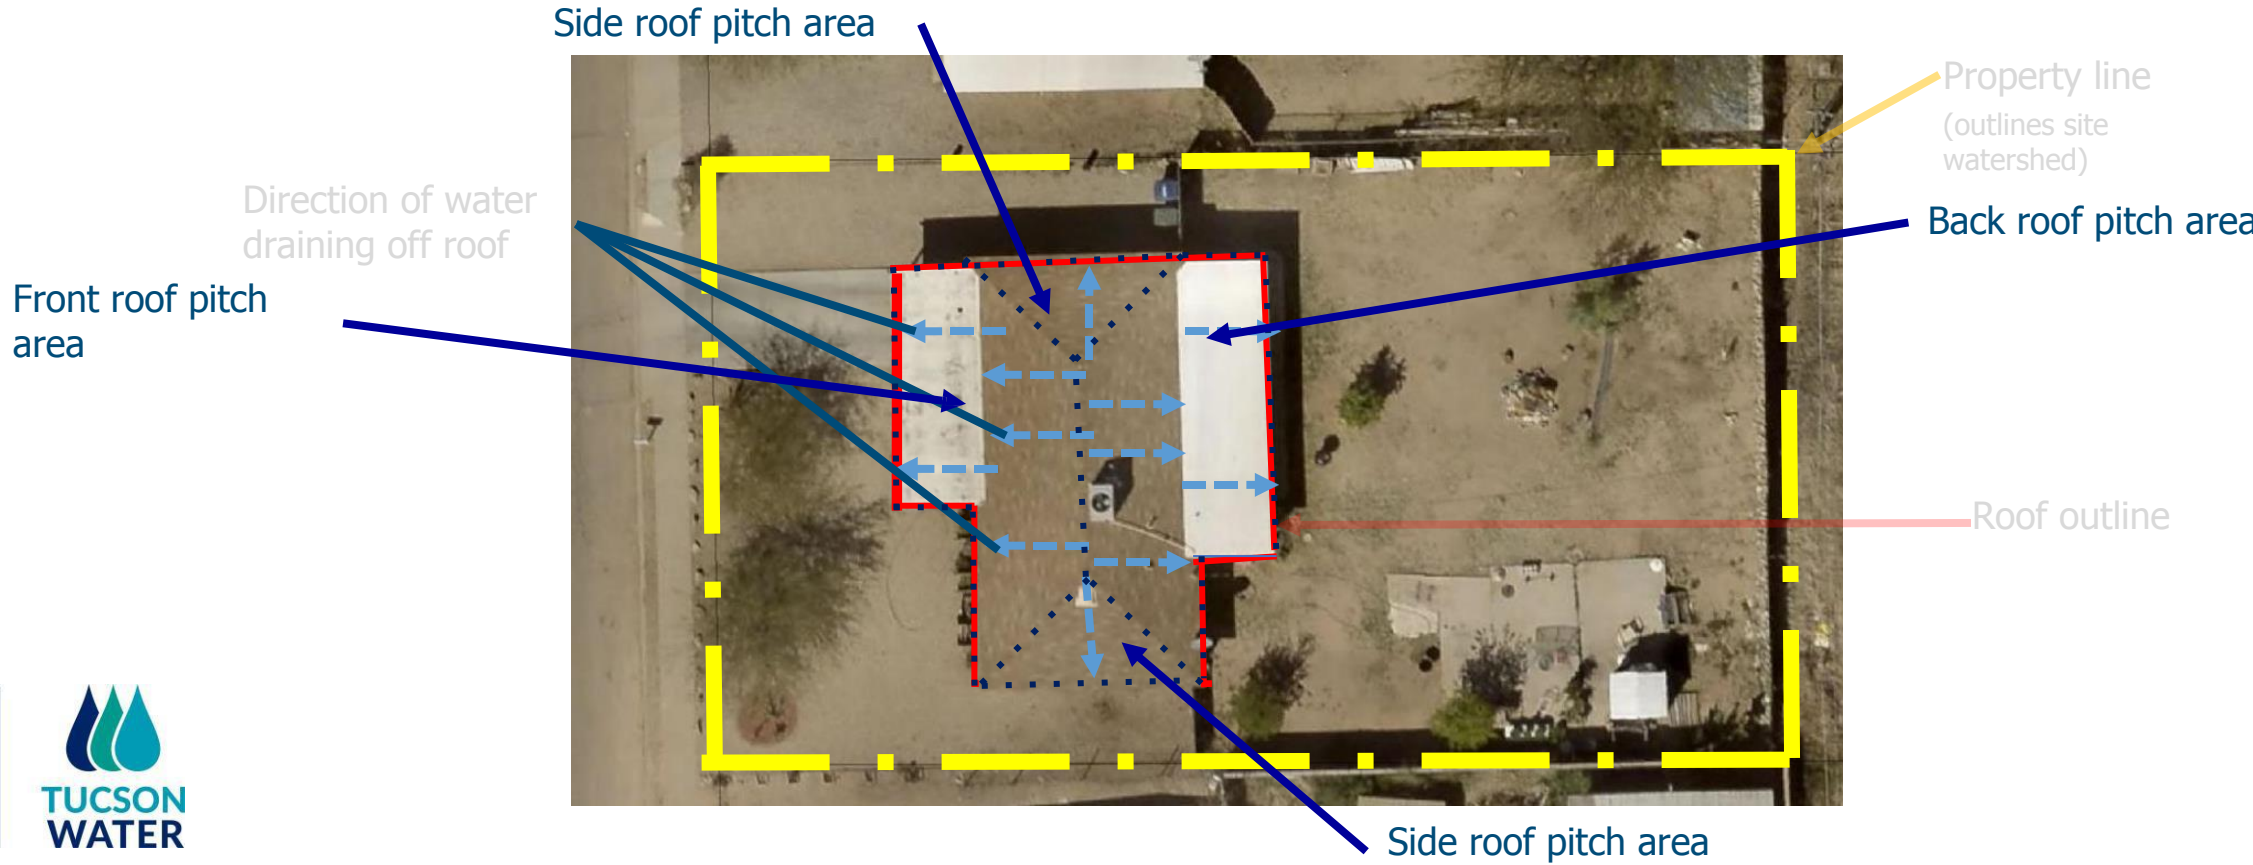 Side roof pitch area
Property line
(outlines site
watershed)
Direction of water
draining off roof
Back roof pitch area
Front roof pitch
area
Roof outline
TUCSON
WATER
Side roof pitch area